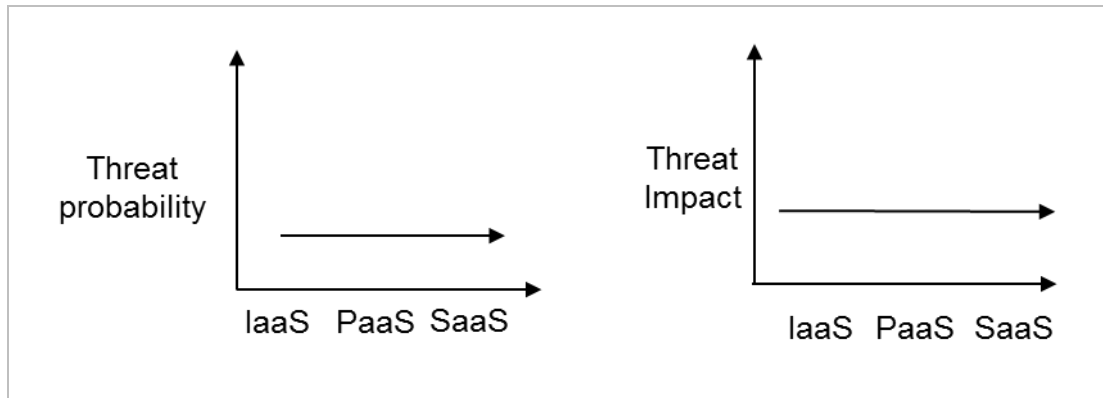 Threat
probability
IaaS PaaS SaaS
Threat
Impact
IaaS PaaS SaaS